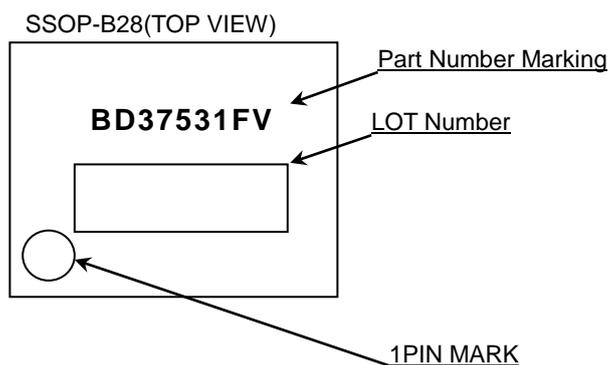 SSOP-B28(TOP VIEW)
Part Number Marking
BD37531FV
LOT Number
1PIN MARK